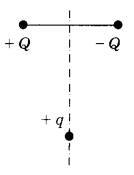 + Q - Q
+ q